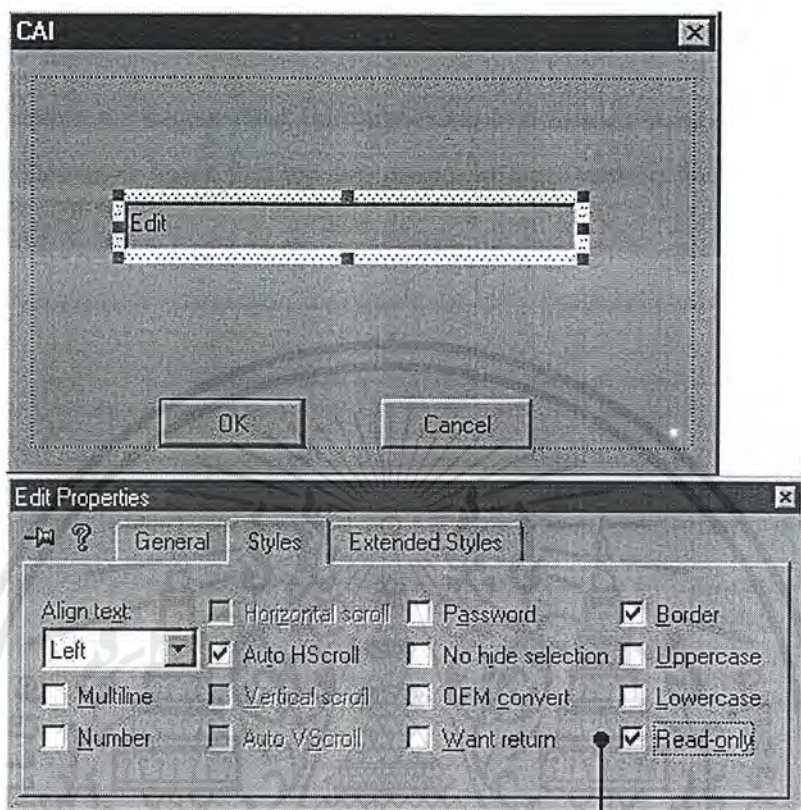 CAI
Edit
OK Cancel
Edit Properties
General Styles Extended Styles
Align text: Horizontal scroll Password Border
Left Auto HScroll No hide selection Uppercase
Multiline Vertical scroll OEM convert Lowercase
Number Auto VScroll Want return Read-only